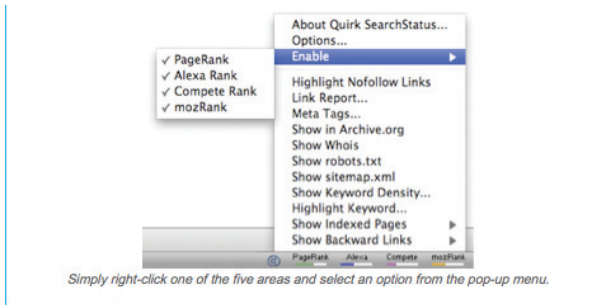 About Quirk SearchStatus...
Options...
Enable
✓ PageRank
✓ Alexa Rank
✓ Compete Rank
✓ mozRank
Highlight Nofollow Links
Link Report...
Meta Tags...
Show in Archive.org
Show Whois
Show robots.txt
Show sitemap.xml
Show Keyword Density...
Highlight Keyword...
Show Indexed Pages
Show Backward Links
PageRank Alexa Compete mozRank
Simply right-click one of the five areas and select an option from the pop-up menu.